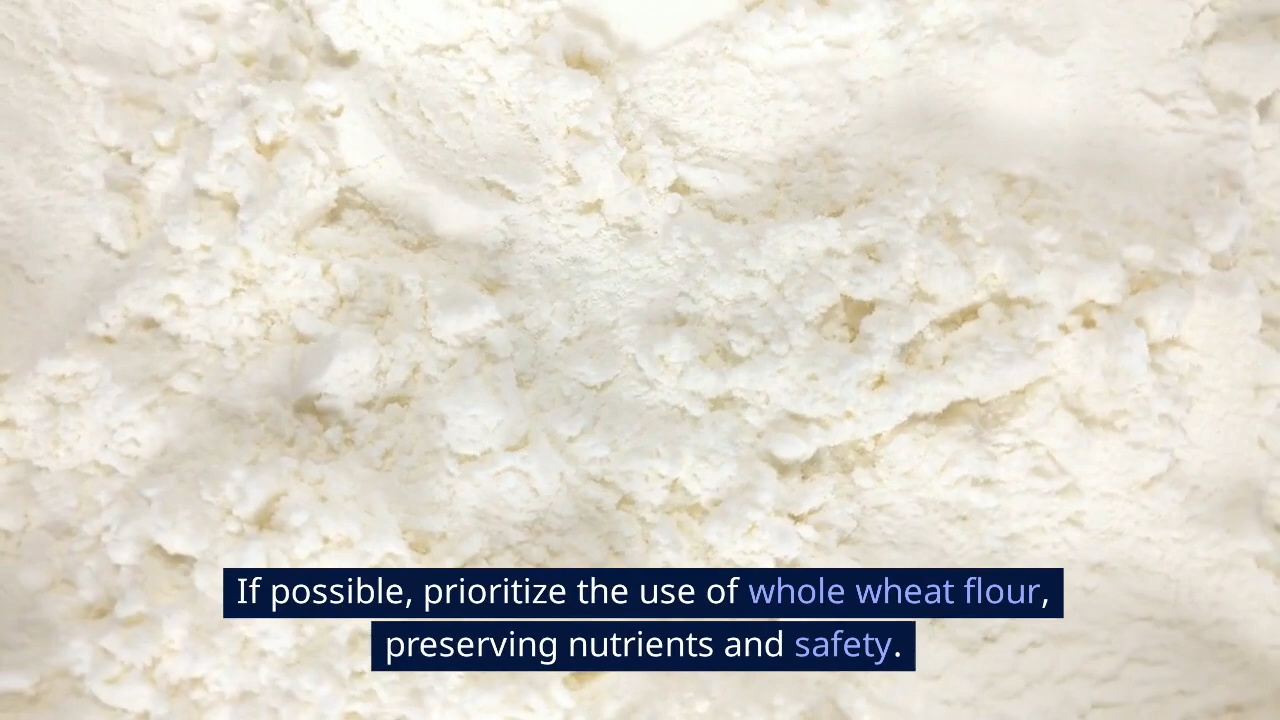 If possible, prioritize the use of whole wheat flour,
preserving nutrients and safety.